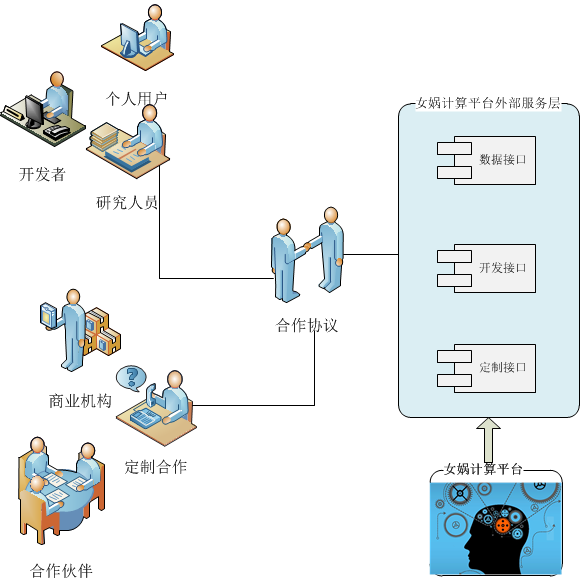 个人用户
开发者
研究人员
合作协议
商业机构
定制合作
合作伙伴
女娲计算平台外部服务层
数据接口
开发接口
定制接口
女娲计算平台
?